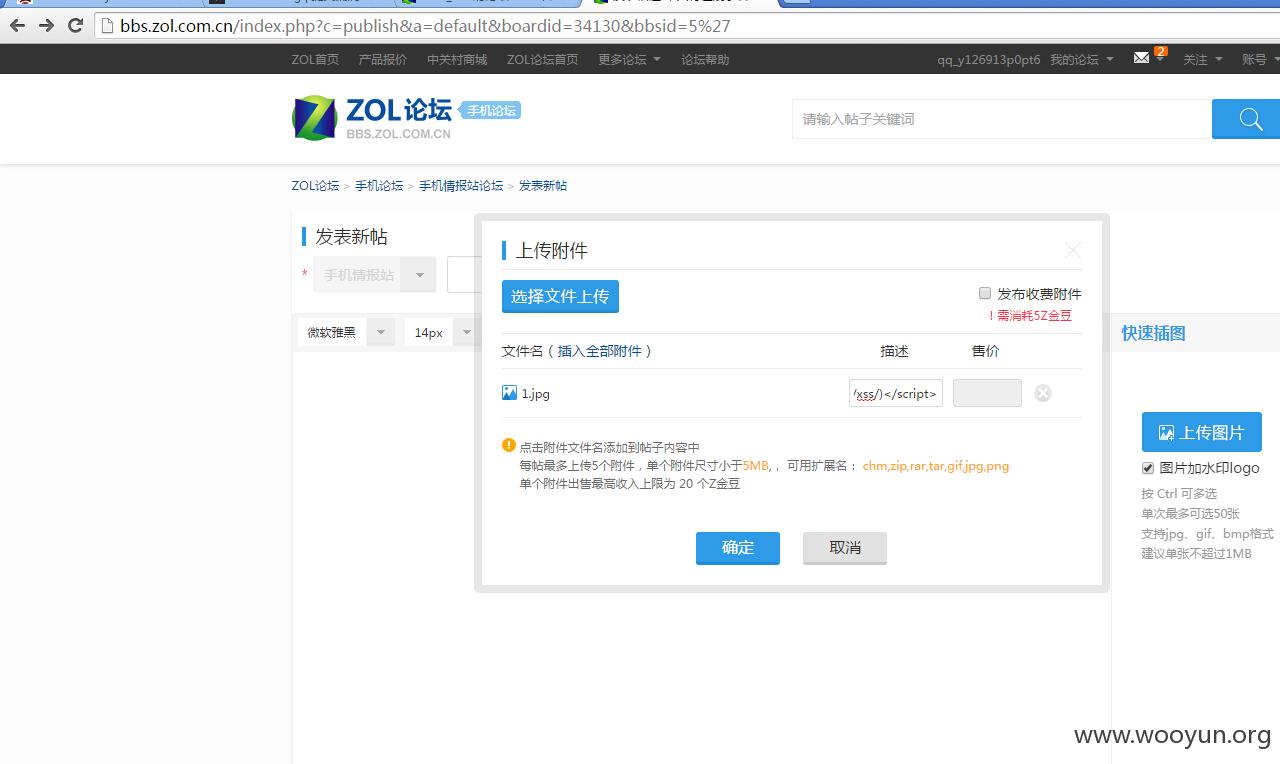 bbs.zol.com.cn/index.php?c=publish&a=default&boardid=34130&bbsid=5%27
ZOL首页 产品报价 中关村商城 ZOL论坛首页 更多论坛 论坛帮助 qq_y126913p0pt6 我的论坛 2 关注 账号
ZOL论坛 手机论坛
BBS.ZOL.COM.CN
请输入帖子关键词
ZOL论坛 > 手机论坛 > 手机情报站论坛 > 发表新帖
发表新帖
* 手机情报站
微软雅黑 14px
上传附件
选择文件上传
发布收费附件
！需消耗5Z金豆
文件名（插入全部附件） 描述 售价
1.jpg /xss/)</script>
点击附件文件名添加到帖子内容中
每帖最多上传5个附件，单个附件尺寸小于5MB,，可用扩展名： chm,zip,rar,tar,gif,jpg,png
单个附件出售最高收入上限为 20 个Z金豆
确定 取消
快速插图
上传图片
图片加水印logo
按 Ctrl 可多选
单次最多可选50张
支持jpg、gif、bmp格式
建议单张不超过1MB
www.wooyun.org